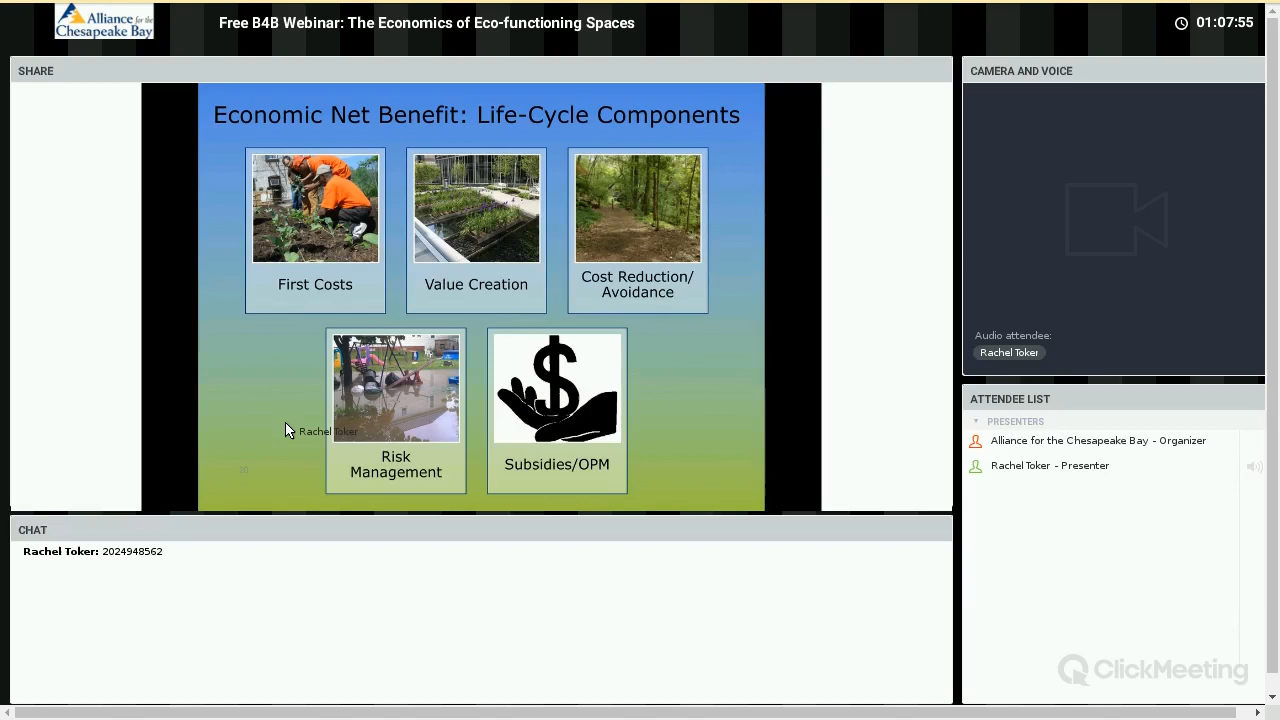 Alliance for the
Chesapeake Bay
Free B4B Webinar: The Economics of Eco-functioning Spaces
01:07:55
SHARE
Economic Net Benefit: Life-Cycle Components
First Costs
Value Creation
Cost Reduction/
Avoidance
Rachel Toker
20
Risk
Management
Subsidies/OPM
CAMERA AND VOICE
Audio attendee:
Rachel Toker
ATTENDEE LIST
PRESENTERS
Alliance for the Chesapeake Bay - Organizer
Rachel Toker - Presenter
CHAT
Rachel Toker: 2024948562
ClickMeeting